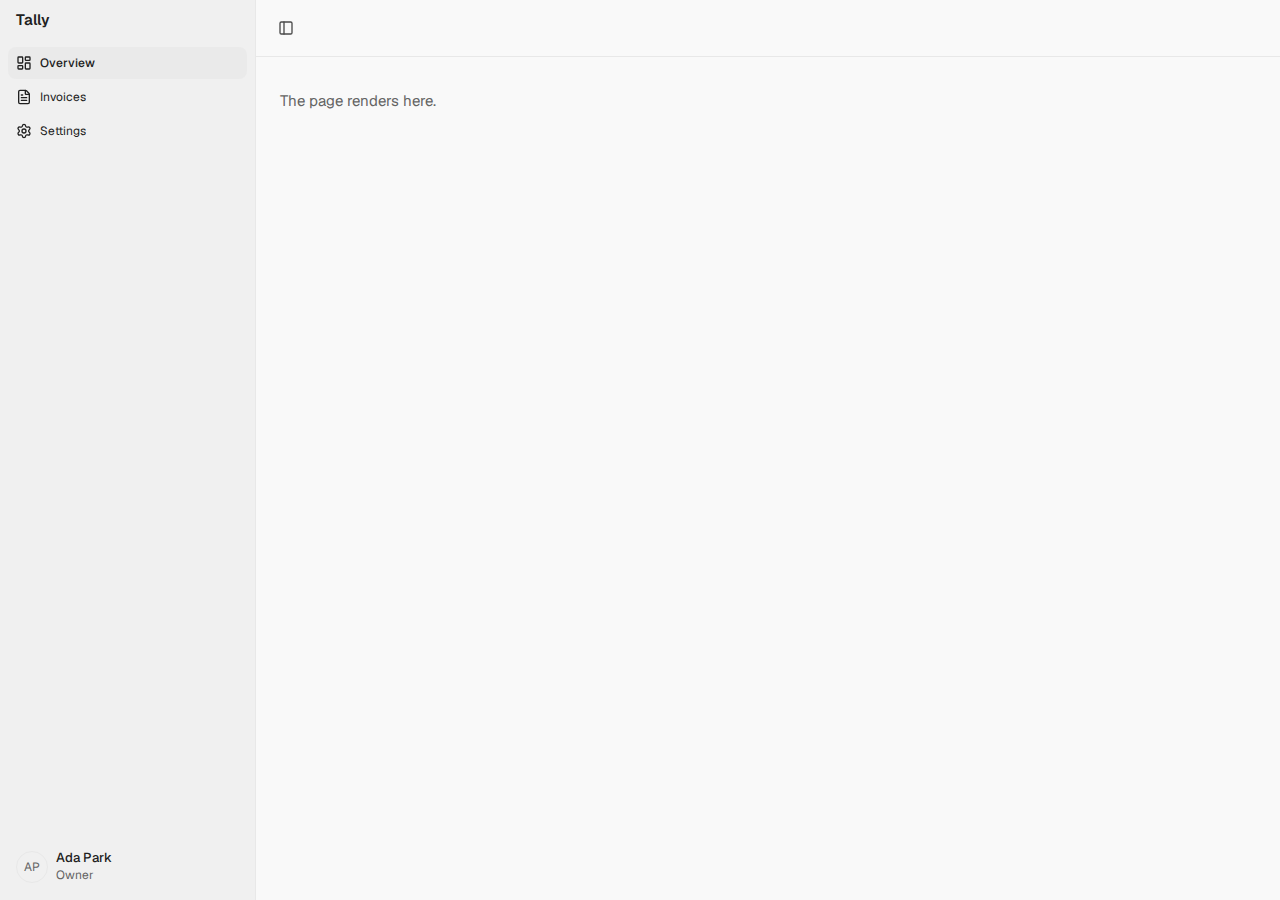 Tally
Overview
Invoices
Settings
The page renders here.
AP
Ada Park
Owner